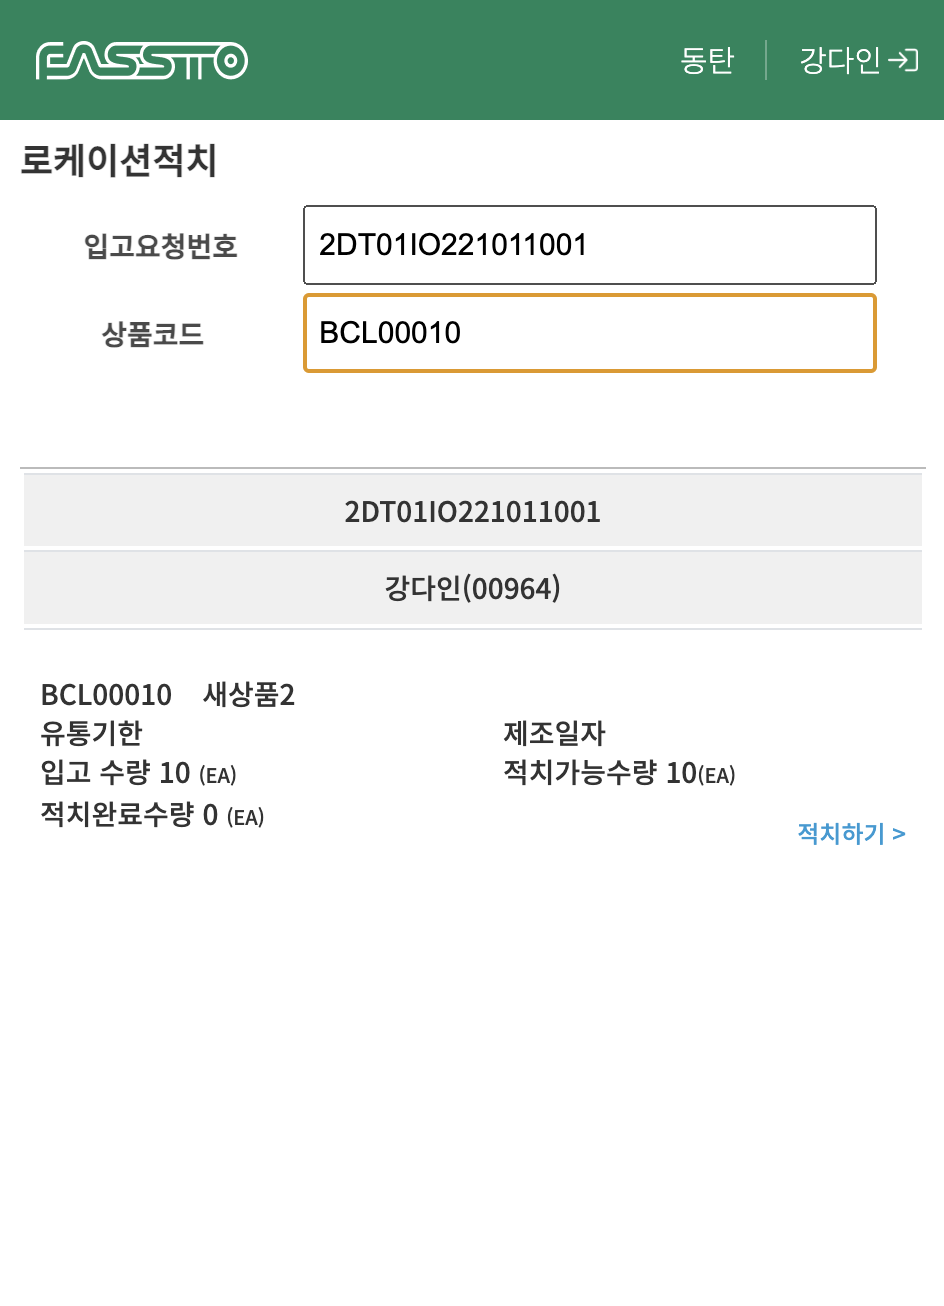 FASSTO 동탄 강다인
로케이션적치
입고요청번호 2DT01IO221011001
상품코드 BCL00010
2DT01IO221011001
강다인(00964)
BCL00010 새상품2
유통기한 제조일자
입고 수량 10 (EA) 적치가능수량 10(EA)
적치완료수량 0 (EA)
적치하기 >